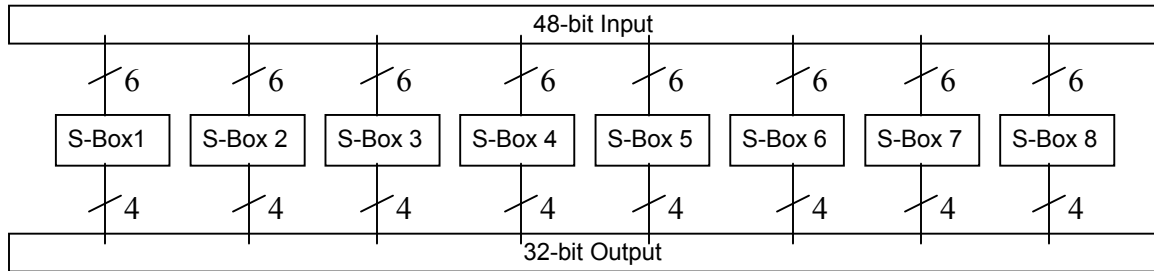 48-bit Input
6 6 6 6 6 6 6 6
S-Box1 S-Box 2 S-Box 3 S-Box 4 S-Box 5 S-Box 6 S-Box 7 S-Box 8
4 4 4 4 4 4 4 4
32-bit Output